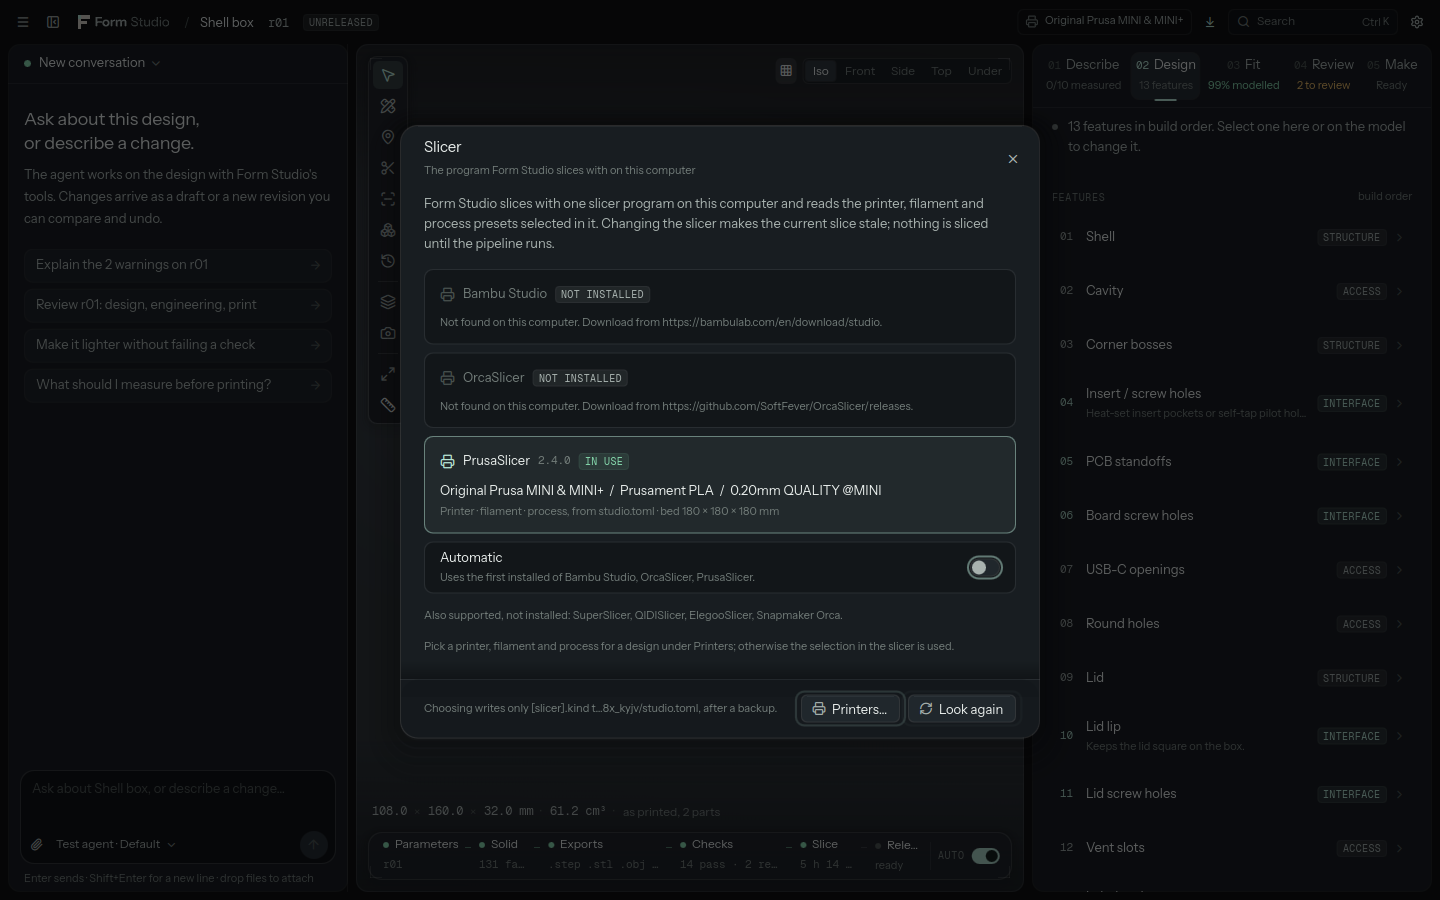 Form Studio / Shell box r01 UNRELEASED
Original Prusa MINI & MINI+
Search Ctrl K
New conversation
Ask about this design,
or describe a change.
The agent works on the design with Form Studio's
tools. Changes arrive as a draft or a new revision you
can compare and undo.
Explain the 2 warnings on r01
Review r01: design, engineering, print
Make it lighter without failing a check
What should I measure before printing?
Ask about Shell box, or describe a change...
Test agent · Default
Enter sends · Shift+Enter for a new line · drop files to attach
Iso Front Side Top Under
Slicer
The program Form Studio slices with on this computer
Form Studio slices with one slicer program on this computer and reads the printer, filament and
process presets selected in it. Changing the slicer makes the current slice stale; nothing is sliced
until the pipeline runs.
Bambu Studio NOT INSTALLED
Not found on this computer. Download from https://bambulab.com/en/download/studio.
OrcaSlicer NOT INSTALLED
Not found on this computer. Download from https://github.com/SoftFever/OrcaSlicer/releases.
PrusaSlicer 2.4.0 IN USE
Original Prusa MINI & MINI+ / Prusament PLA / 0.20mm QUALITY @MINI
Printer · filament · process, from studio.toml · bed 180 × 180 × 180 mm
Automatic
Uses the first installed of Bambu Studio, OrcaSlicer, PrusaSlicer.
Also supported, not installed: SuperSlicer, QIDISlicer, ElegooSlicer, Snapmaker Orca.
Pick a printer, filament and process for a design under Printers; otherwise the selection in the slicer is used.
Choosing writes only [slicer].kind t…8x_kyjv/studio.toml, after a backup.
Printers…
Look again
108.0 × 160.0 × 32.0 mm · 61.2 cm³ · as printed, 2 parts
Parameters … Solid … Exports … Checks … Slice … Rele…
r01 131 fa… .step .stl .obj … 14 pass · 2 re… 5 h 14 … ready
AUTO
01 Describe 02 Design 03 Fit 04 Review 05 Make
0/10 measured 13 features 99% modelled 2 to review Ready
13 features in build order. Select one here or on the model
to change it.
FEATURES build order
01 Shell STRUCTURE
02 Cavity ACCESS
03 Corner bosses STRUCTURE
04 Insert / screw holes INTERFACE
Heat-set insert pockets or self-tap pilot hol…
05 PCB standoffs INTERFACE
06 Board screw holes INTERFACE
07 USB-C openings ACCESS
08 Round holes ACCESS
09 Lid STRUCTURE
10 Lid lip INTERFACE
Keeps the lid square on the box.
11 Lid screw holes INTERFACE
12 Vent slots ACCESS